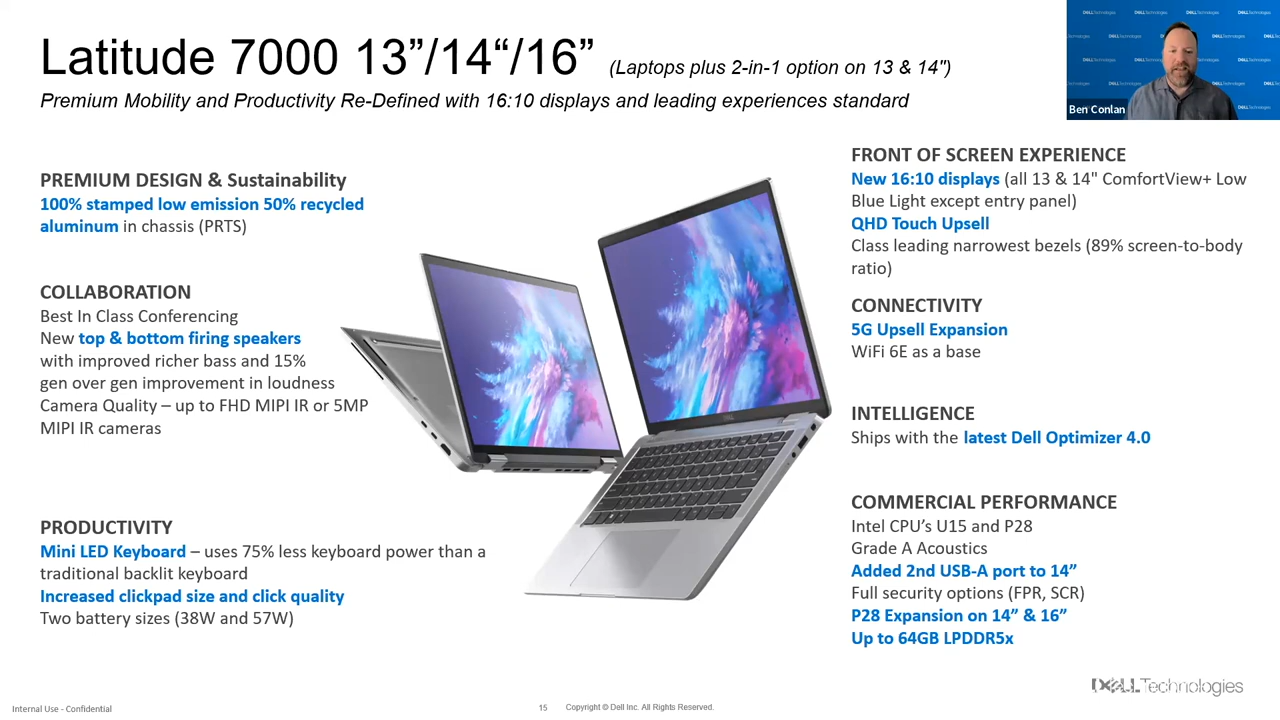 Latitude 7000 13”/14“/16” (Laptops plus 2-in-1 option on 13 & 14")
Premium Mobility and Productivity Re-Defined with 16:10 displays and leading experiences standard
DELLTechnologies
Ben Conlan
PREMIUM DESIGN & Sustainability
100% stamped low emission 50% recycled
aluminum in chassis (PRTS)
COLLABORATION
Best In Class Conferencing
New top & bottom firing speakers
with improved richer bass and 15%
gen over gen improvement in loudness
Camera Quality – up to FHD MIPI IR or 5MP
MIPI IR cameras
PRODUCTIVITY
Mini LED Keyboard – uses 75% less keyboard power than a
traditional backlit keyboard
Increased clickpad size and click quality
Two battery sizes (38W and 57W)
FRONT OF SCREEN EXPERIENCE
New 16:10 displays (all 13 & 14" ComfortView+ Low
Blue Light except entry panel)
QHD Touch Upsell
Class leading narrowest bezels (89% screen-to-body
ratio)
CONNECTIVITY
5G Upsell Expansion
WiFi 6E as a base
INTELLIGENCE
Ships with the latest Dell Optimizer 4.0
COMMERCIAL PERFORMANCE
Intel CPU’s U15 and P28
Grade A Acoustics
Added 2nd USB-A port to 14”
Full security options (FPR, SCR)
P28 Expansion on 14” & 16”
Up to 64GB LPDDR5x
DELLTechnologies
Internal Use - Confidential
15
Copyright © Dell Inc. All Rights Reserved.